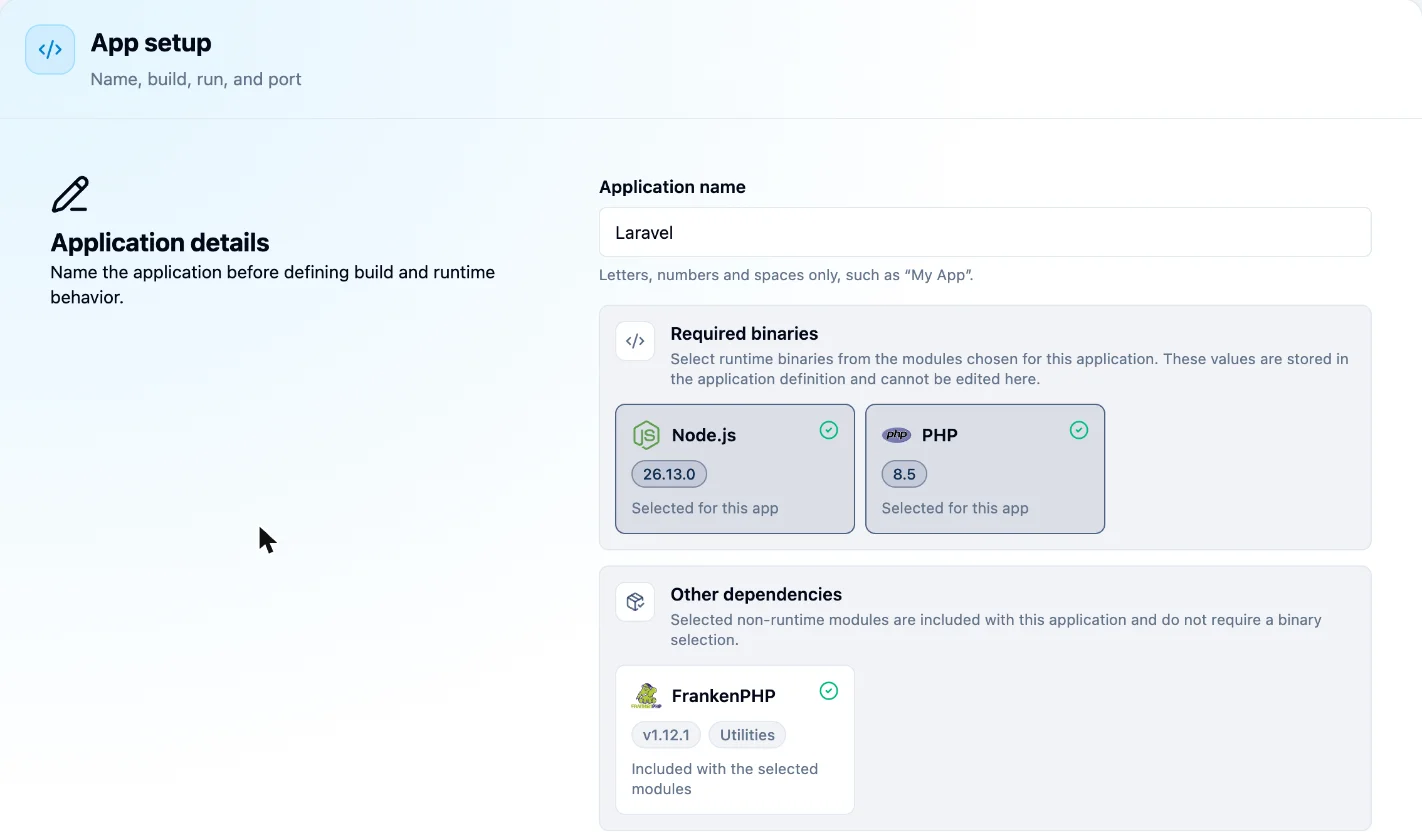 App setup
Name, build, run, and port
Application details
Name the application before defining build and runtime
behavior.
Application name
Laravel
Letters, numbers and spaces only, such as “My App”.
Required binaries
Select runtime binaries from the modules chosen for this application. These values are stored in
the application definition and cannot be edited here.
Node.js
26.13.0
Selected for this app
php PHP
8.5
Selected for this app
Other dependencies
Selected non-runtime modules are included with this application and do not require a binary
selection.
FrankenPHP
v1.12.1 Utilities
Included with the selected
modules